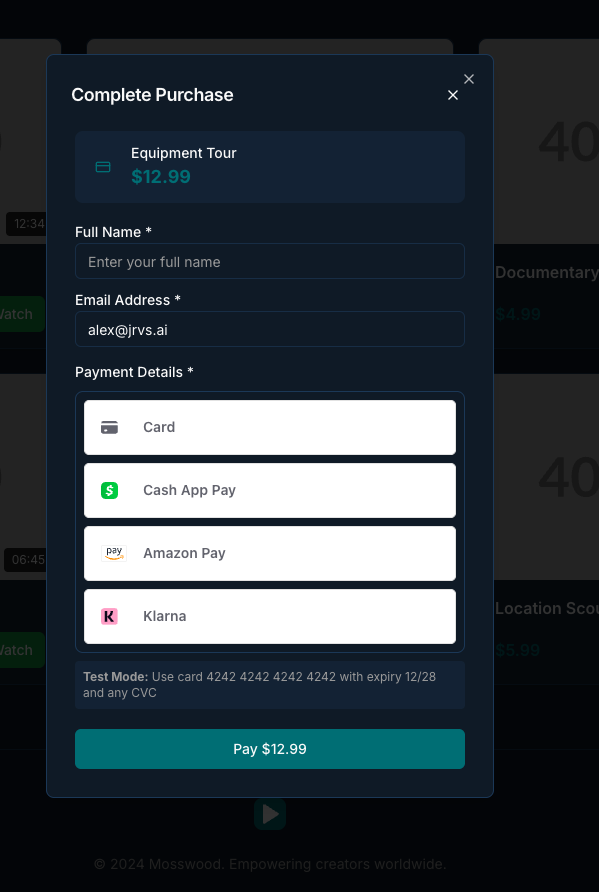 40
Complete Purchase
Equipment Tour
$12.99
12:34
Full Name *
Enter your full name
Documentary
Email Address *
Watch
$4.99
alex@jrvs.ai
Payment Details *
Card
Cash App Pay
40
pay
Amazon Pay
06:45
K
Klarna
Location Scou
Watch
$5.99
Test Mode: Use card 4242 4242 4242 4242 with expiry 12/28
and any CVC
Pay $12.99
© 2024 Mosswood. Empowering creators worldwide.